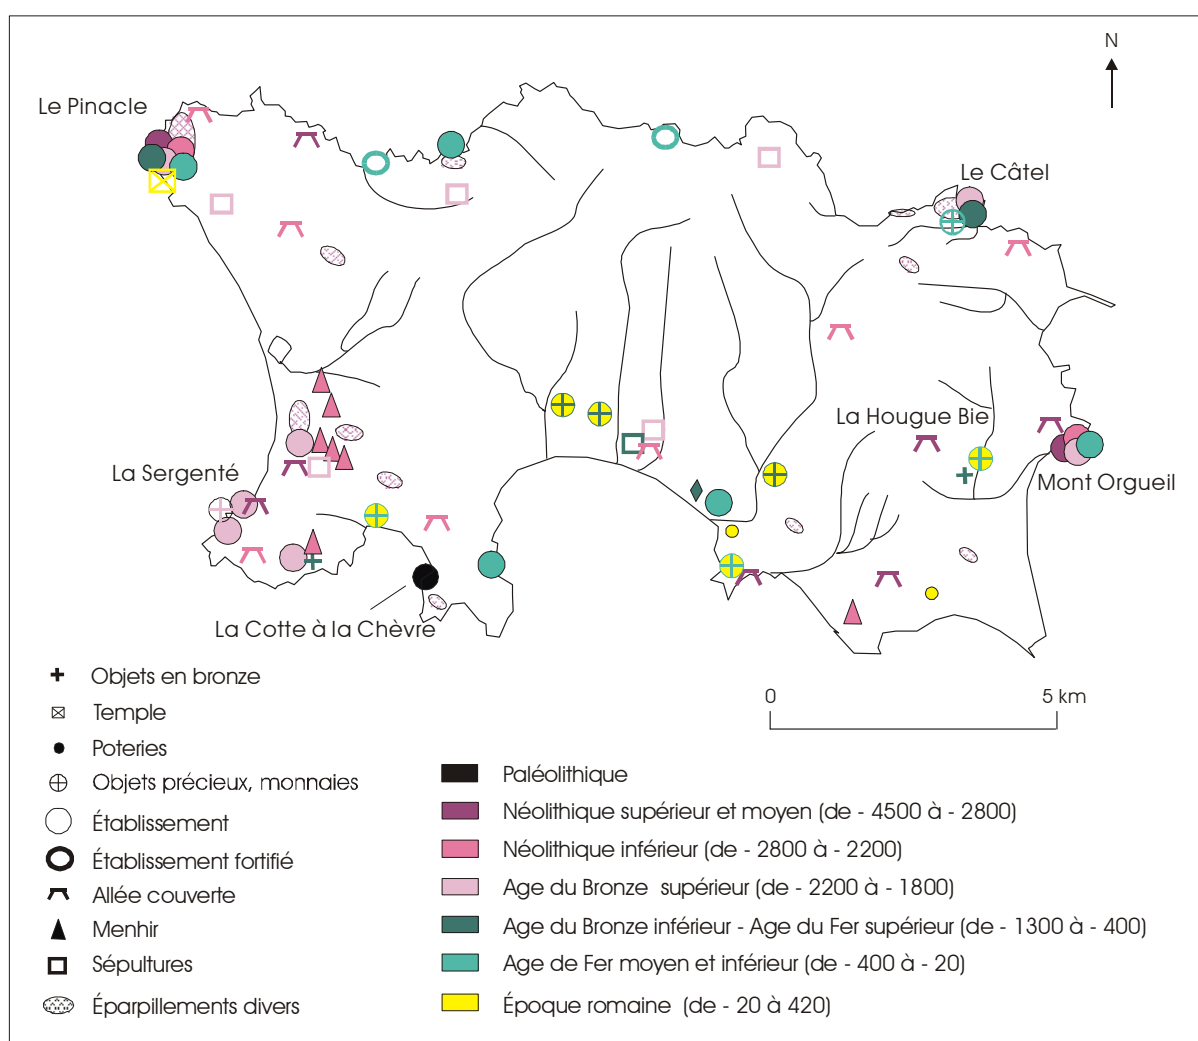 N
Le Pinacle
Le Câtel
La Hougue Bie
La Sergenté
Mont Orgueil
La Cotte à la Chèvre
0 5 km
Objets en bronze
Temple
Poteries
Objets précieux, monnaies
Établissement
Établissement fortifié
Allée couverte
Menhir
Sépultures
Éparpillements divers
Paléolithique
Néolithique supérieur et moyen (de - 4500 à - 2800)
Néolithique inférieur (de - 2800 à - 2200)
Age du Bronze supérieur (de - 2200 à - 1800)
Age du Bronze inférieur - Age du Fer supérieur (de - 1300 à - 400)
Age de Fer moyen et inférieur (de - 400 à - 20)
Époque romaine (de - 20 à 420)